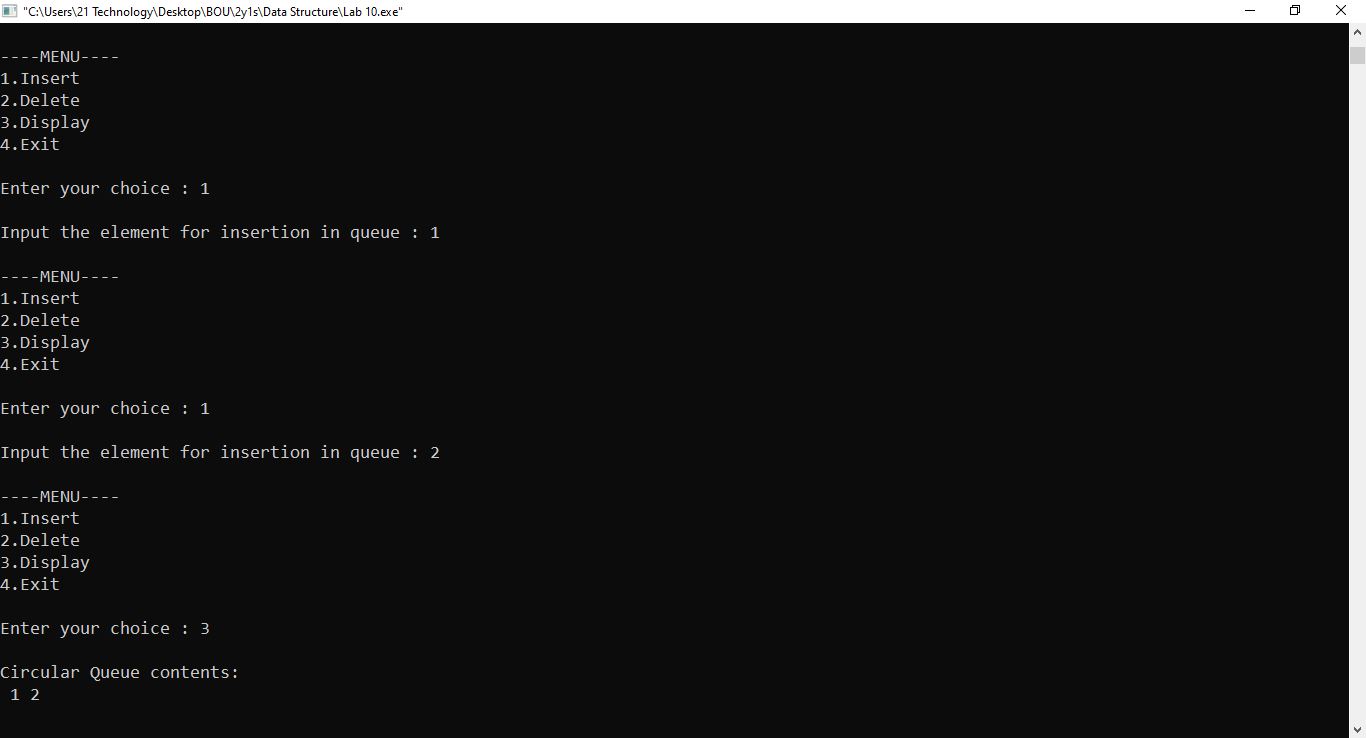 "C:\Users\21 Technology\Desktop\BOU\2y1s\Data Structure\Lab 10.exe"
----MENU----
1.Insert
2.Delete
3.Display
4.Exit
Enter your choice : 1
Input the element for insertion in queue : 1
----MENU----
1.Insert
2.Delete
3.Display
4.Exit
Enter your choice : 1
Input the element for insertion in queue : 2
----MENU----
1.Insert
2.Delete
3.Display
4.Exit
Enter your choice : 3
Circular Queue contents:
1 2